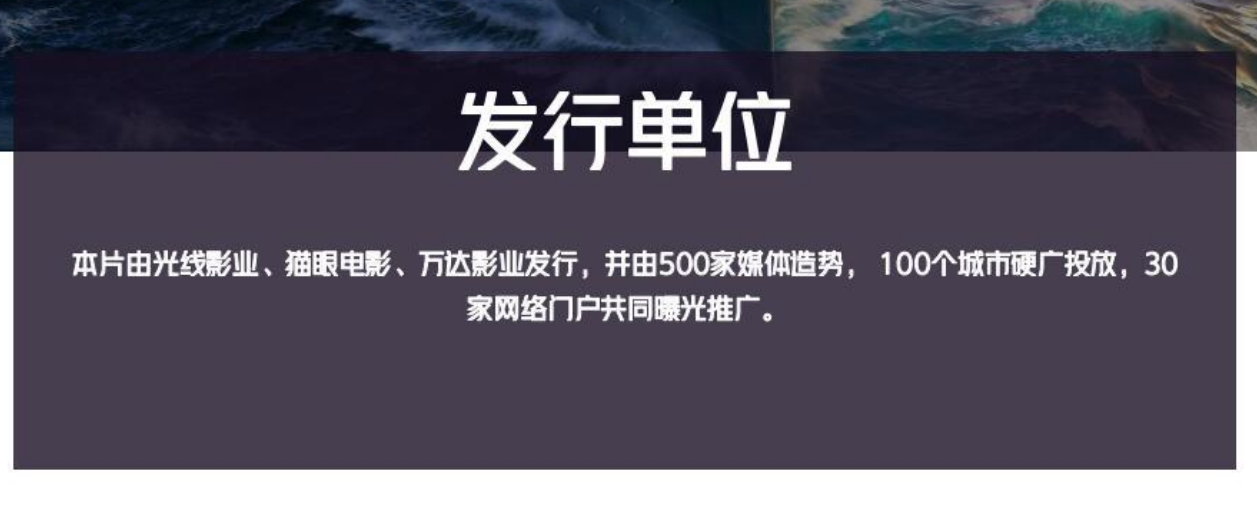 发行单位
本片由光线影业、猫眼电影、万达影业发行，并由500家媒体造势， 100个城市硬广投放，30
家网络门户共同曝光推广。